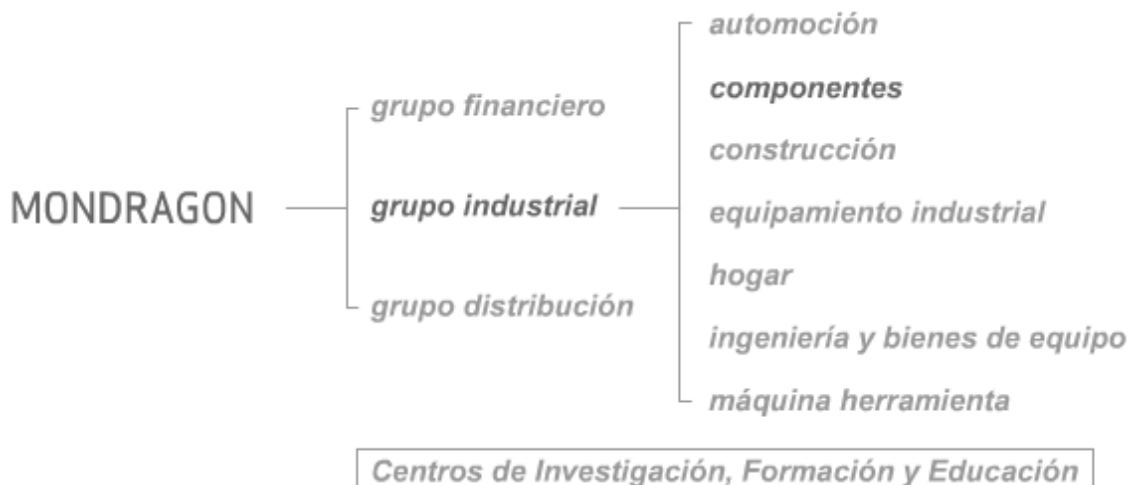 MONDRAGON
grupo financiero
grupo industrial
grupo distribución
automoción
componentes
construcción
equipamiento industrial
hogar
ingeniería y bienes de equipo
máquina herramienta
Centros de Investigación, Formación y Educación